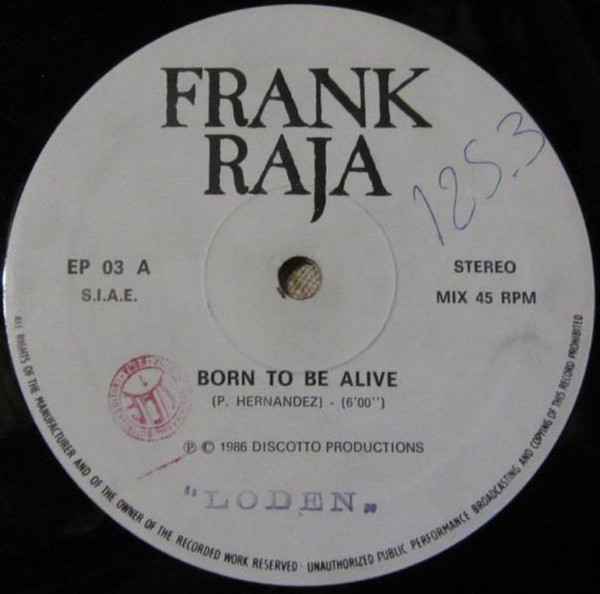 FRANK
RAJA
125.3
EP 03 A
S.I.A.E.
STEREO
MIX 45 RPM
BORN TO BE ALIVE
(P. HERNANDEZ) - (6'00")
℗ © 1986 DISCOTTO PRODUCTIONS
"LODEN"
ALL RIGHTS OF THE MANUFACTURER AND OF THE OWNER OF THE RECORDED WORK RESERVED · UNAUTHORIZED PUBLIC PERFORMANCE BROADCASTING AND COPYING OF THIS RECORD PROHIBITED